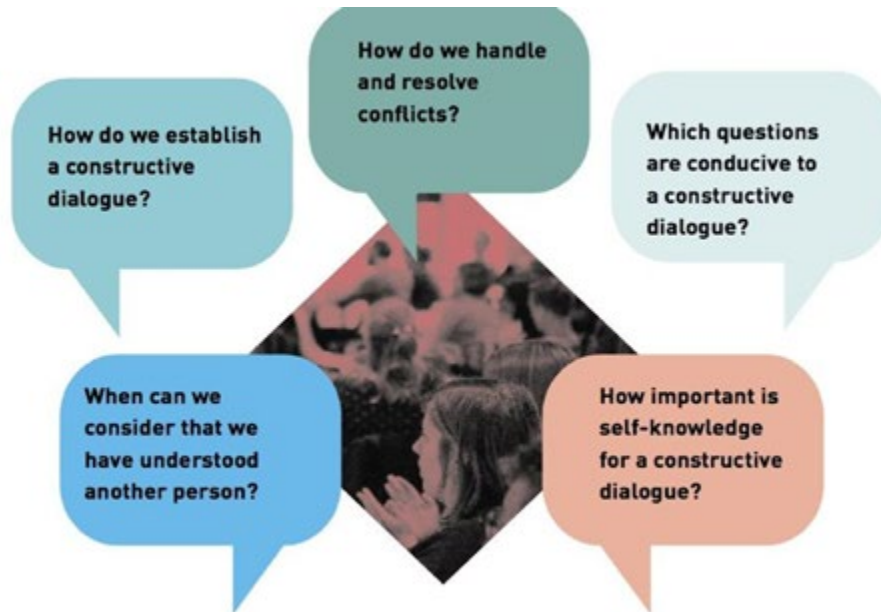 How do we handle
and resolve
conflicts?
How do we establish
a constructive
dialogue?
Which questions
are conducive to
a constructive
dialogue?
When can we
consider that we
have understood
another person?
How important is
self-knowledge
for a constructive
dialogue?